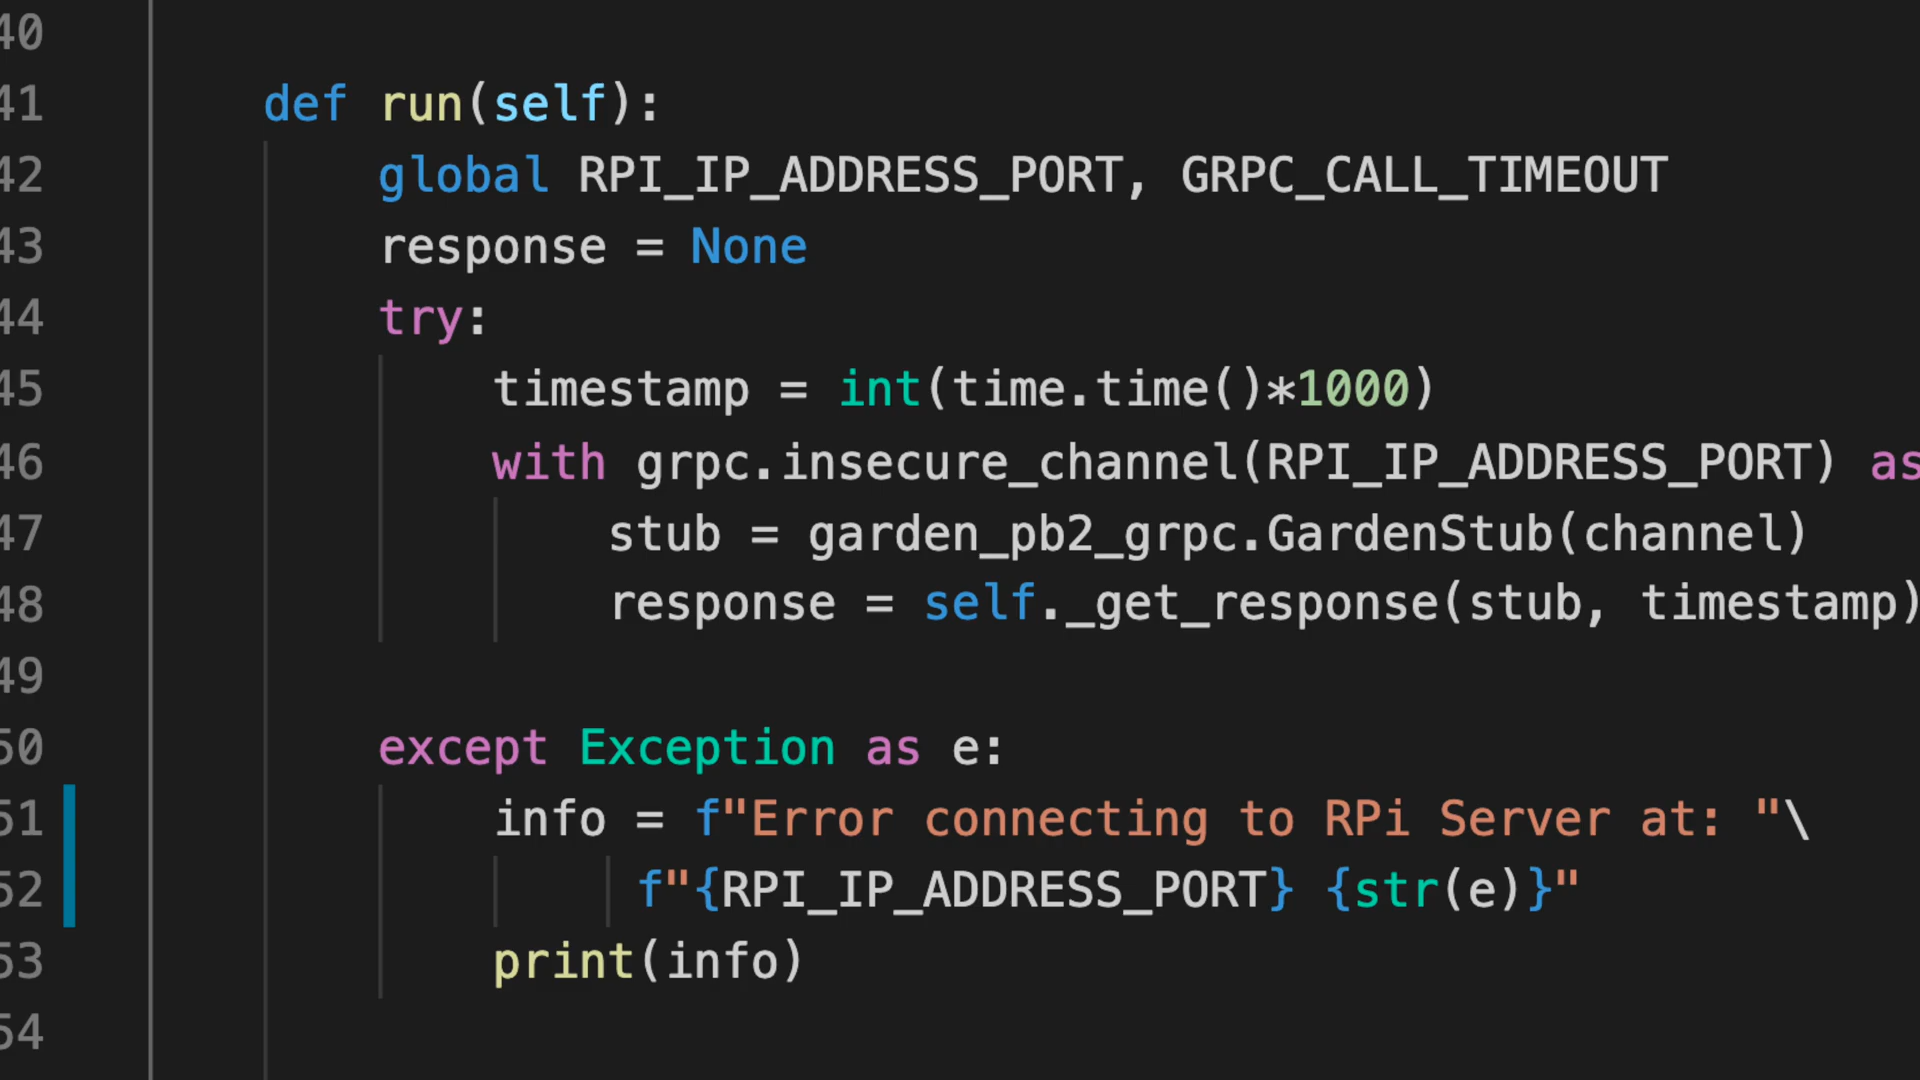 40
41 def run(self):
42 global RPI_IP_ADDRESS_PORT, GRPC_CALL_TIMEOUT
43 response = None
44 try:
45 timestamp = int(time.time()*1000)
46 with grpc.insecure_channel(RPI_IP_ADDRESS_PORT) as
47 stub = garden_pb2_grpc.GardenStub(channel)
48 response = self._get_response(stub, timestamp)
49
50 except Exception as e:
51 info = f"Error connecting to RPi Server at: "\
52 f"{RPI_IP_ADDRESS_PORT} {str(e)}"
53 print(info)
54